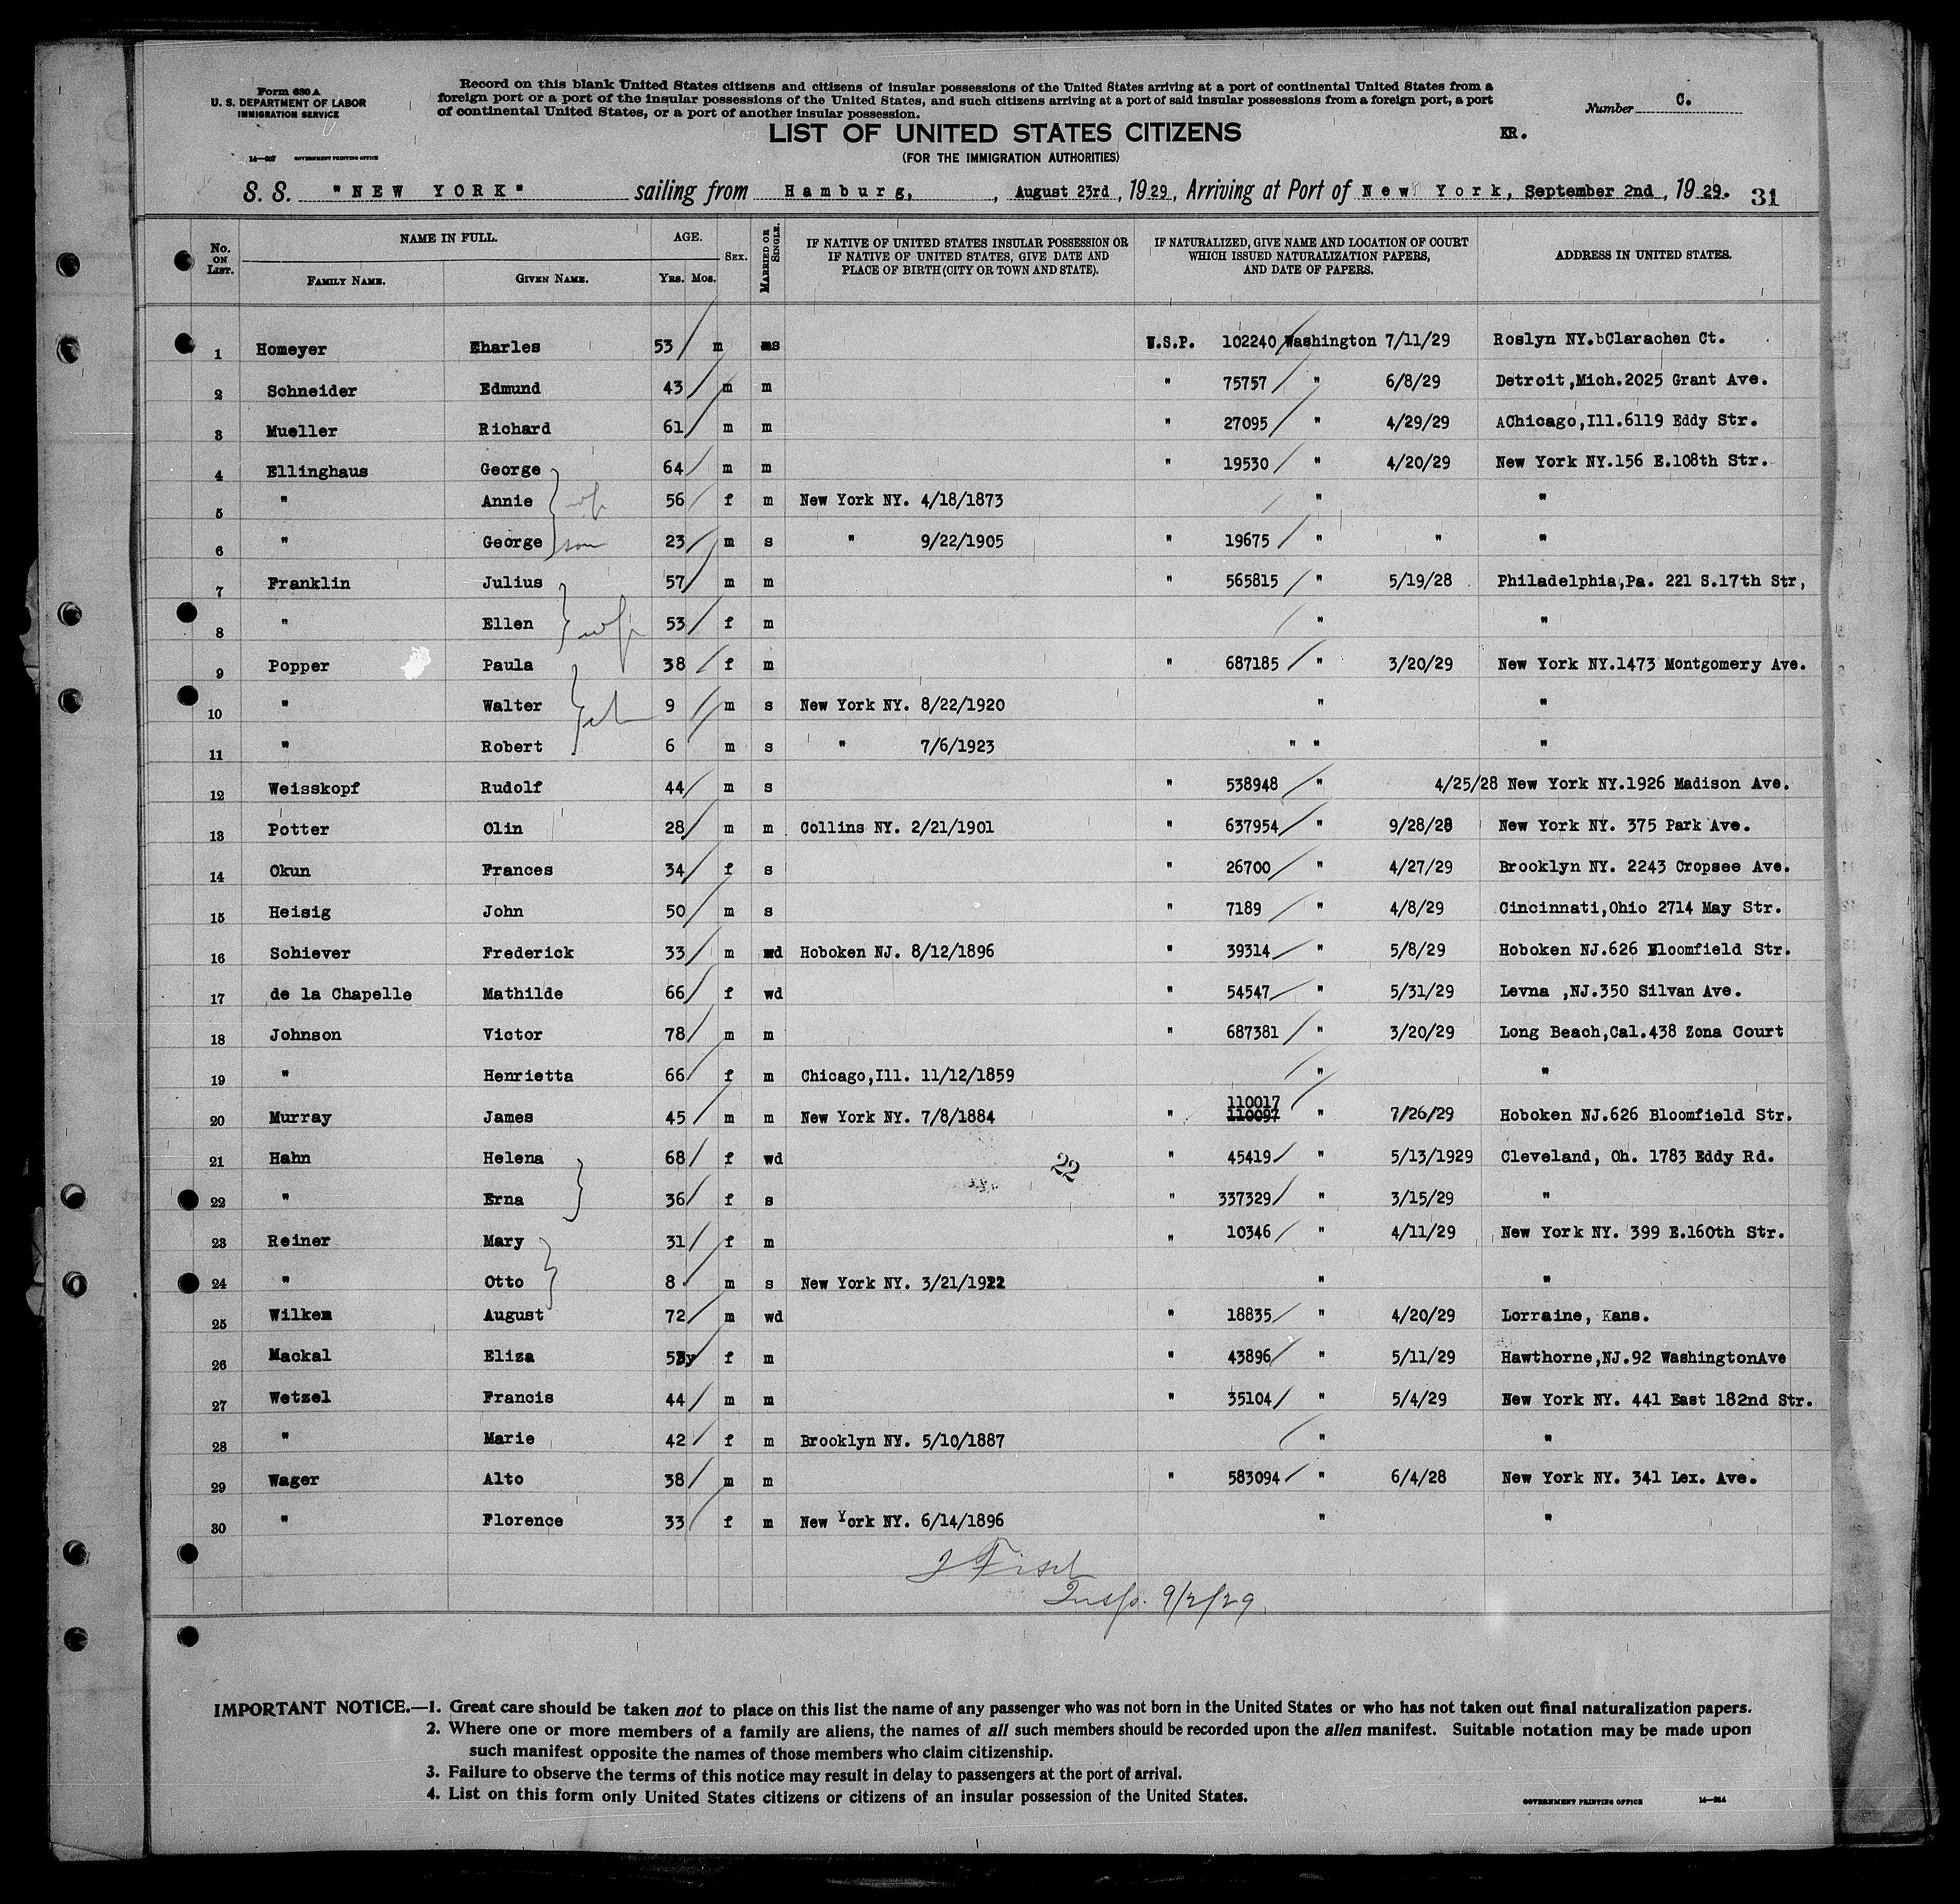 Form 630 A
U. S. DEPARTMENT OF LABOR
IMMIGRATION SERVICE
14—607 GOVERNMENT PRINTING OFFICE
Record on this blank United States citizens and citizens of insular possessions of the United States arriving at a port of continental United States from a
foreign port or a port of the insular possessions of the United States, and such citizens arriving at a port of said insular possessions from a foreign port, a port
of continental United States, or a port of another insular possession.
Number C.
LIST OF UNITED STATES CITIZENS
KR.
(FOR THE IMMIGRATION AUTHORITIES)
S. S. "NEW YORK" sailing from Hamburg, , August 23rd , 1929, Arriving at Port of New York, September 2nd , 1929. 31
No. ON LIST. NAME IN FULL. AGE. SEX. MARRIED OR SINGLE. IF NATIVE OF UNITED STATES INSULAR POSSESSION OR IF NATIVE OF UNITED STATES, GIVE DATE AND PLACE OF BIRTH (CITY OR TOWN AND STATE). IF NATURALIZED, GIVE NAME AND LOCATION OF COURT WHICH ISSUED NATURALIZATION PAPERS, AND DATE OF PAPERS. ADDRESS IN UNITED STATES.
FAMILY NAME. GIVEN NAME. YRS. MOS.
1 Homeyer Charles 53 m s U.S.P. 102240 Washington 7/11/29 Roslyn NY.bClarachen Ct.
2 Schneider Edmund 43 m m " 75757 " 6/8/29 Detroit,Mich.2025 Grant Ave.
3 Mueller Richard 61 m m " 27095 " 4/29/29 AChicago,Ill.6119 Eddy Str.
4 Ellinghaus George 64 m m " 19530 " 4/20/29 New York NY.156 E.108th Str.
5 " Annie wf 56 f m New York NY. 4/18/1873 " "
6 " George son 23 m s " 9/22/1905 " 19675 " " "
7 Franklin Julius 57 m m " 565815 " 5/19/28 Philadelphia,Pa. 221 S.17th Str,
8 " Ellen wf 53 f m " "
9 Popper Paula 38 f m " 687185 " 3/20/29 New York NY.1473 Montgomery Ave.
10 " Walter ch 9 m s New York NY. 8/22/1920 " "
11 " Robert 6 m s " 7/6/1923 " " "
12 Weisskopf Rudolf 44 m s " 538948 " 4/25/28 New York NY.1926 Madison Ave.
13 Potter Olin 28 m m Collins NY. 2/21/1901 " 637954 " 9/28/28 New York NY. 375 Park Ave.
14 Okun Frances 34 f s " 26700 " 4/27/29 Brooklyn NY. 2243 Cropsee Ave.
15 Heisig John 50 m s " 7189 " 4/8/29 Cincinnati,Ohio 2714 May Str.
16 Schiever Frederick 33 m wd Hoboken NJ. 8/12/1896 " 39314 " 5/8/29 Hoboken NJ.626 Bloomfield Str.
17 de la Chapelle Mathilde 66 f wd " 54547 " 5/31/29 Levna ,NJ.350 Silvan Ave.
18 Johnson Victor 78 m m " 687381 " 3/20/29 Long Beach,Cal.438 Zona Court
19 " Henrietta 66 f m Chicago,Ill. 11/12/1859 " "
20 Murray James 45 m m New York NY. 7/8/1884 " 110017 110097 " 7/26/29 Hoboken NJ.626 Bloomfield Str.
21 Hahn Helena 68 f wd 22 " 45419 " 5/13/1929 Cleveland, Oh. 1783 Eddy Rd.
22 " Erna 36 f s " 337329 " 3/15/29 "
23 Reiner Mary 31 f m " 10346 " 4/11/29 New York NY. 399 E.160th Str.
24 " Otto 8 m s New York NY. 3/21/1922 " "
25 Wilken August 72 m wd " 18835 " 4/20/29 Lorraine, Kans.
26 Mackal Eliza f m " 43896 " 5/11/29 Hawthorne,NJ.92 WashingtonAve
27 Wetzel Francis 44 m m " 35104 " 5/4/29 New York NY. 441 East 182nd Str.
28 " Marie 42 f m Brooklyn NY. 5/10/1887 " "
29 Wager Alto 38 m m " 583094 " 6/4/28 New York NY. 341 Lex. Ave.
30 " Florence 33 f m New York NY. 6/14/1896 " "
Insp. 9/2/29
IMPORTANT NOTICE.—1. Great care should be taken not to place on this list the name of any passenger who was not born in the United States or who has not taken out final naturalization papers.
2. Where one or more members of a family are aliens, the names of all such members should be recorded upon the alien manifest. Suitable notation may be made upon
such manifest opposite the names of those members who claim citizenship.
3. Failure to observe the terms of this notice may result in delay to passengers at the port of arrival.
4. List on this form only United States citizens or citizens of an insular possession of the United States.
GOVERNMENT PRINTING OFFICE